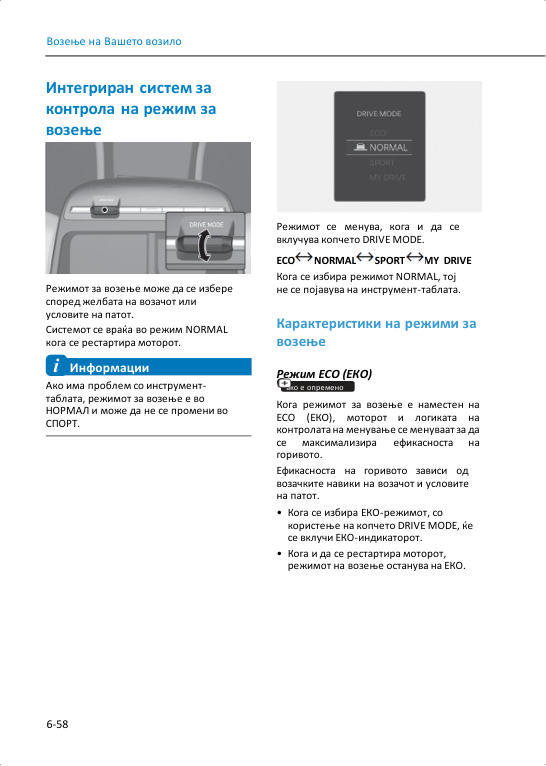 Возење на Вашето возило
Интегриран систем за
контрола на режим за
возење
DRIVE MODE
Режимот за возење може да се избере
според желбата на возачот или
условите на патот.
Системот се враќа во режим NORMAL
кога се рестартира моторот.
i Информации
Ако има проблем со инструмент-
таблата, режимот за возење е во
НОРМАЛ и може да не се промени во
СПОРТ.
DRIVE MODE
ECO
NORMAL
SPORT
MY DRIVE
Режимот се менува, кога и да се
вклучува копчето DRIVE MODE.
ECO↔NORMAL↔SPORT↔MY DRIVE
Кога се избира режимот NORMAL, тој
не се појавува на инструмент-таблата.
Карактеристики на режими за
возење
Режим ECO (ЕКО)
ако е опремено
Кога режимот за возење е наместен на
ECO (ЕКО), моторот и логиката на
контролата на менување се менуваат за да
се максимализира ефикасноста на
горивото.
Ефикасноста на горивото зависи од
возачките навики на возачот и условите
на патот.
• Кога се избира ЕКО-режимот, со
користење на копчето DRIVE MODE, ќе
се вклучи ЕКО-индикаторот.
• Кога и да се рестартира моторот,
режимот на возење останува на ЕКО.
6-58